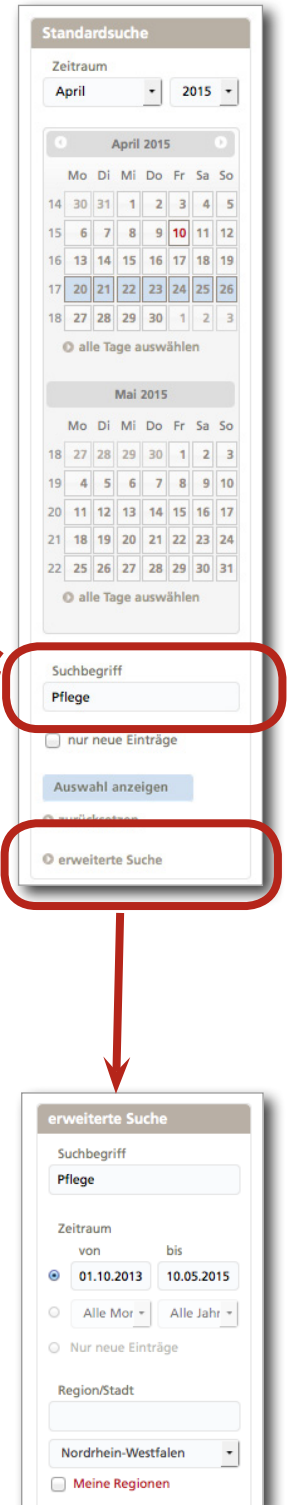 Standardsuche
Zeitraum
April 2015
April 2015
Mo Di Mi Do Fr Sa So
14 30 31 1 2 3 4 5
15 6 7 8 9 10 11 12
16 13 14 15 16 17 18 19
17 20 21 22 23 24 25 26
18 27 28 29 30 1 2 3
alle Tage auswählen
Mai 2015
Mo Di Mi Do Fr Sa So
18 27 28 29 30 1 2 3
19 4 5 6 7 8 9 10
20 11 12 13 14 15 16 17
21 18 19 20 21 22 23 24
22 25 26 27 28 29 30 31
alle Tage auswählen
Suchbegriff
Pflege
nur neue Einträge
Auswahl anzeigen
zurücksetzen
erweiterte Suche
erweiterte Suche
Suchbegriff
Pflege
Zeitraum
von bis
01.10.2013 10.05.2015
Alle Mor Alle Jahr
Nur neue Einträge
Region/Stadt
Nordrhein-Westfalen
Meine Regionen